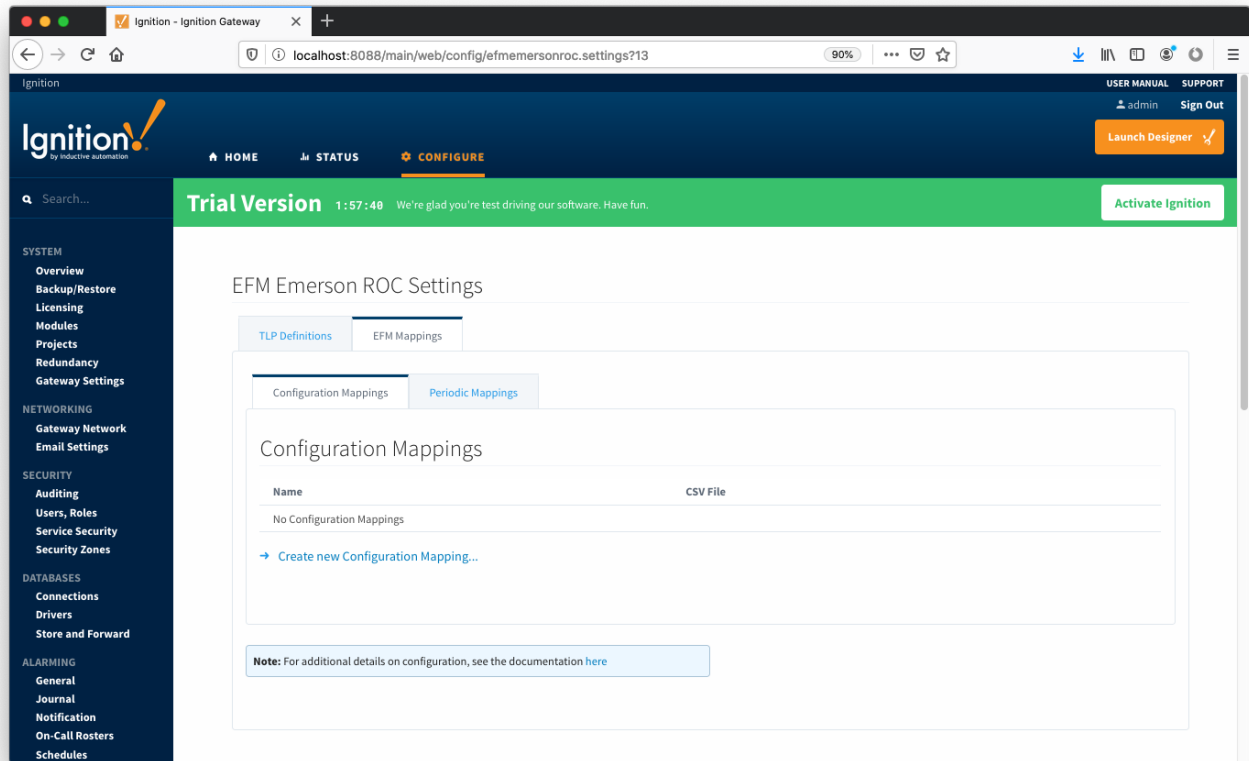 Ignition - Ignition Gateway
localhost:8088/main/web/config/efmemersonroc.settings?13
90%
Ignition
USER MANUAL SUPPORT
admin Sign Out
Ignition!
by inductive automation
Launch Designer
HOME STATUS CONFIGURE
Search...
Trial Version 1:57:40 We're glad you're test driving our software. Have fun.
Activate Ignition
SYSTEM
Overview
Backup/Restore
Licensing
Modules
Projects
Redundancy
Gateway Settings
NETWORKING
Gateway Network
Email Settings
SECURITY
Auditing
Users, Roles
Service Security
Security Zones
DATABASES
Connections
Drivers
Store and Forward
ALARMING
General
Journal
Notification
On-Call Rosters
Schedules
EFM Emerson ROC Settings
TLP Definitions EFM Mappings
Configuration Mappings Periodic Mappings
Configuration Mappings
Name CSV File
No Configuration Mappings
Create new Configuration Mapping...
Note: For additional details on configuration, see the documentation here